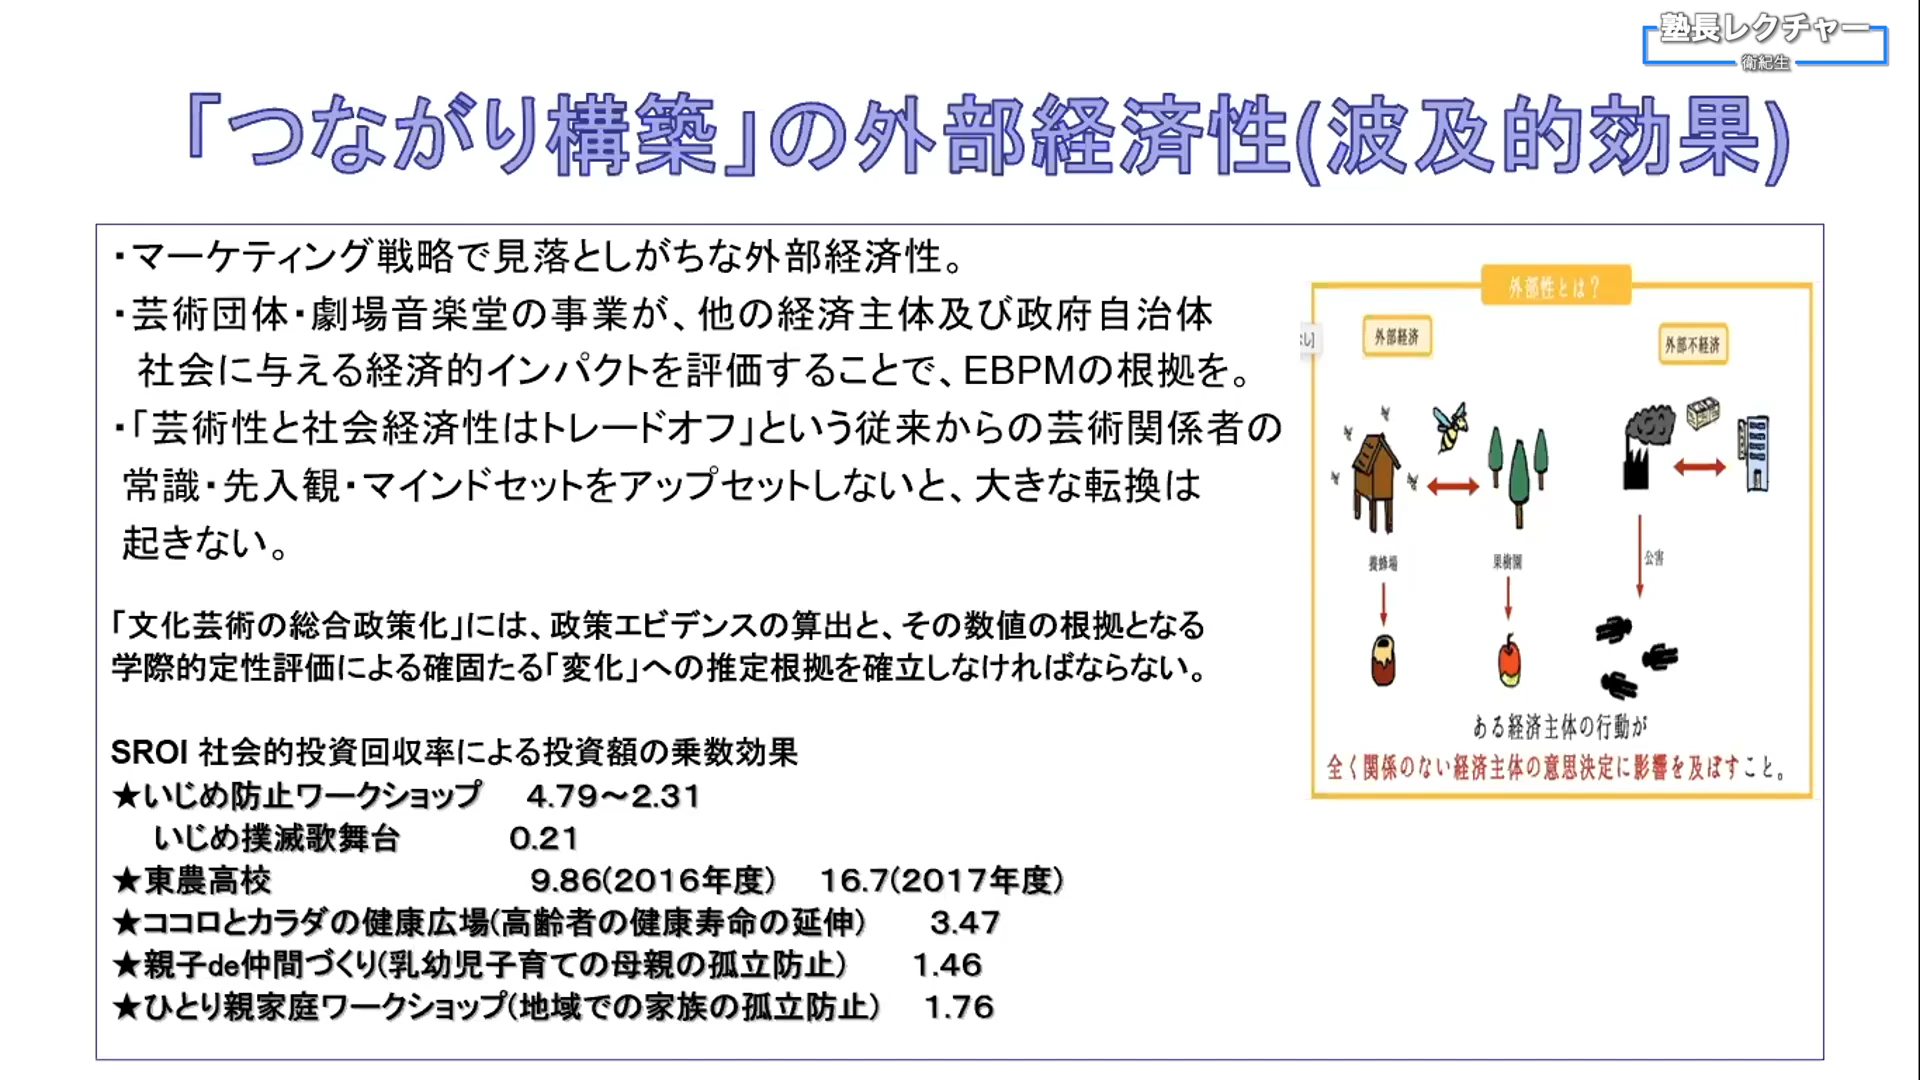 塾長レクチャー
衛紀生
「つながり構築」の外部経済性(波及的効果)
・マーケティング戦略で見落としがちな外部経済性。
・芸術団体・劇場音楽堂の事業が、他の経済主体及び政府自治体
社会に与える経済的インパクトを評価することで、EBPMの根拠を。
・「芸術性と社会経済性はトレードオフ」という従来からの芸術関係者の
常識・先入観・マインドセットをアップセットしないと、大きな転換は
起きない。
「文化芸術の総合政策化」には、政策エビデンスの算出と、その数値の根拠となる
学際的定性評価による確固たる「変化」への推定根拠を確立しなければならない。
SROI 社会的投資回収率による投資額の乗数効果
★いじめ防止ワークショップ 4.79～2.31
いじめ撲滅歌舞台 0.21
★東農高校 9.86(2016年度) 16.7(2017年度)
★ココロとカラダの健康広場(高齢者の健康寿命の延伸) 3.47
★親子de仲間づくり(乳幼児子育ての母親の孤立防止) 1.46
★ひとり親家庭ワークショップ(地域での家族の孤立防止) 1.76
外部性とは？
外部経済
外部不経済
養蜂場
果樹園
公害
ある経済主体の行動が
全く関係のない経済主体の意思決定に影響を及ぼすこと。